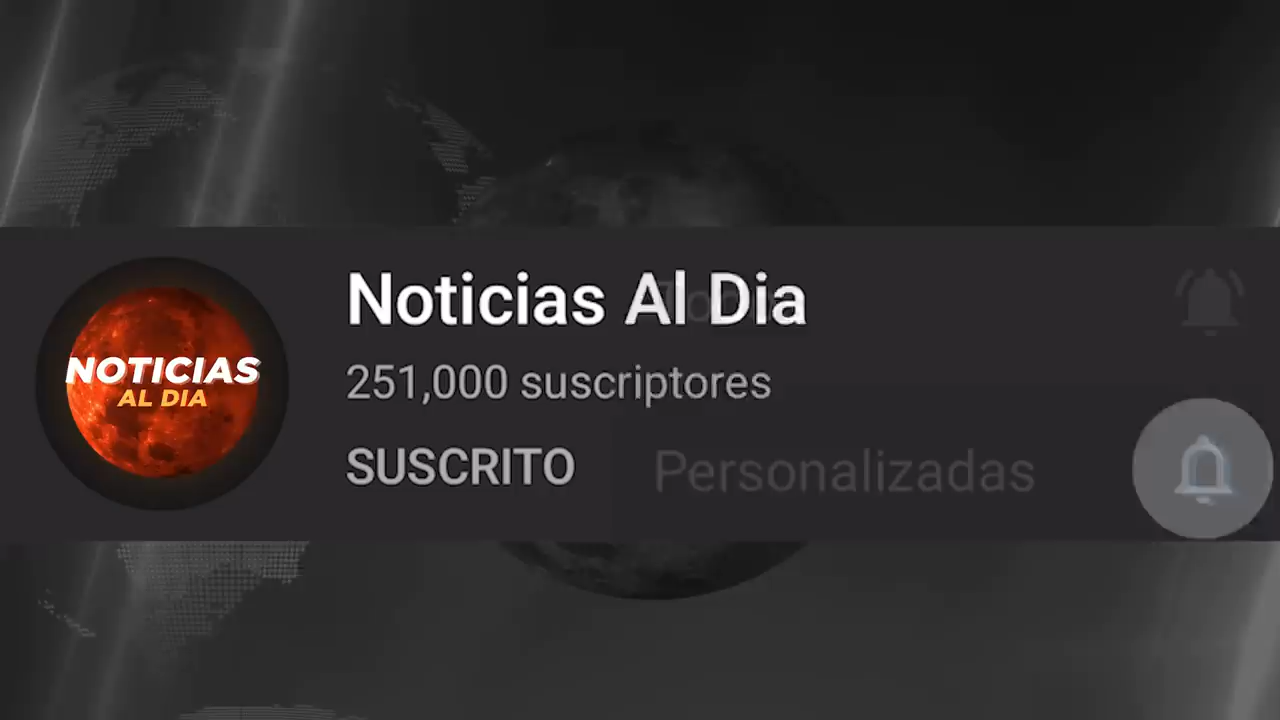 NOTICIAS
AL DIA
Noticias Al Dia
251,000 suscriptores
SUSCRITO
Personalizadas